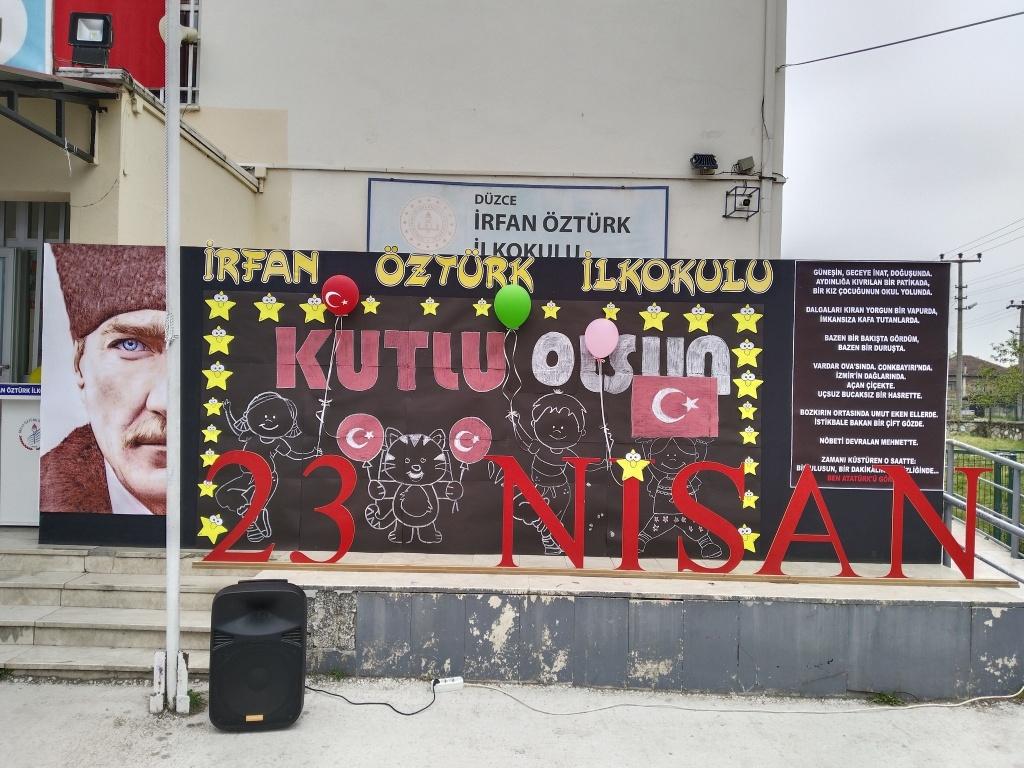 DÜZCE
İRFAN ÖZTÜRK
İLKOKULU
İRFAN ÖZTÜRK İLKOKULU
KUTLU OLSUN
23 NİSAN
GÜNEŞİN, GECEYE İNAT, DOĞUŞUNDA.
AYDINLIĞA KIVRILAN BİR PATİKADA,
BİR KIZ ÇOCUĞUNUN OKUL YOLUNDA.
DALGALARI KIRAN YORGUN BİR VAPURDA,
İMKANSIZA KAFA TUTANLARDA.
BAZEN BİR BAKIŞTA GÖRDÜM,
BAZEN BİR DURUŞTA.
VARDAR OVA'SINDA. CONKBAYIRI'NDA.
İZMİR'İN DAĞLARINDA.
AÇAN ÇİÇEKTE.
UÇSUZ BUCAKSIZ BİR HASRETTE.
BOZKIRIN ORTASINDA UMUT EKEN ELLERDE.
İSTİKBALE BAKAN BİR ÇİFT GÖZDE.
NÖBETİ DEVRALAN MEHMET'TE.
ZAMANI KÜSTÜREN O SAATTE:
BEN ATATÜRK'Ü